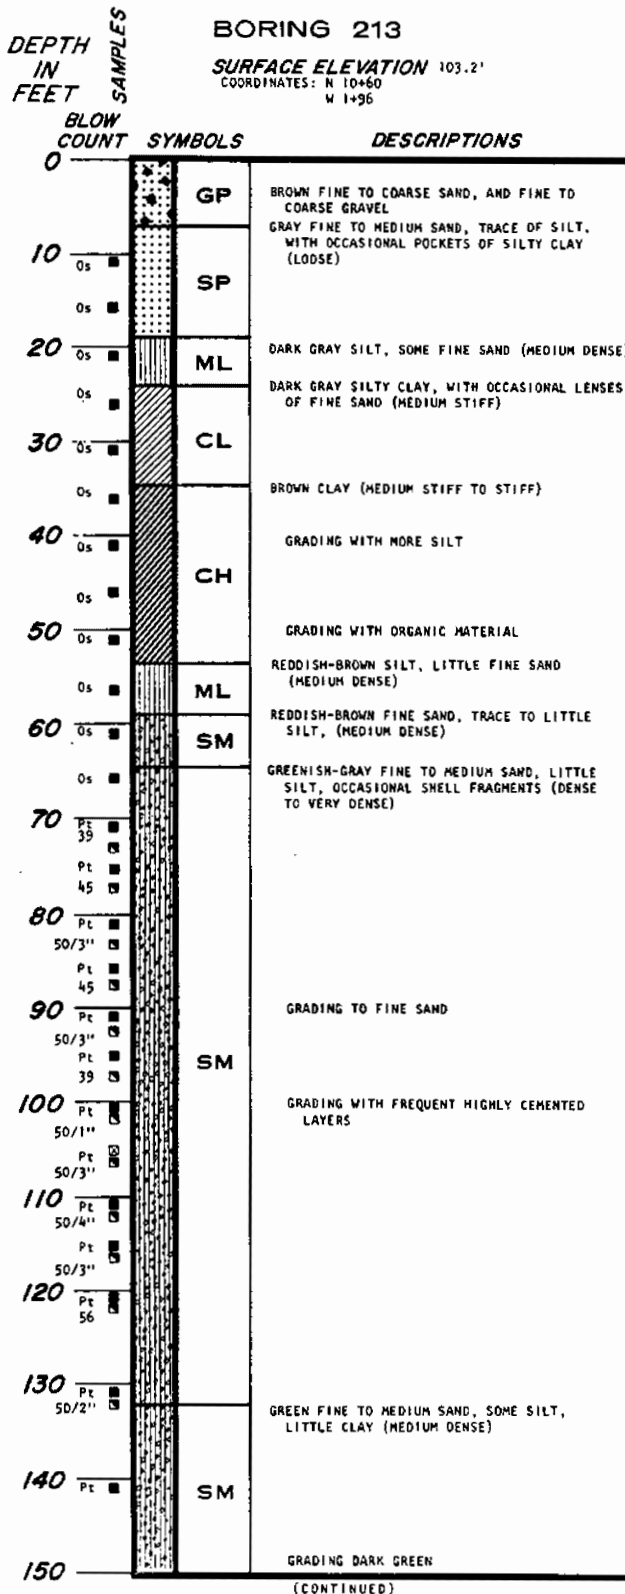 BORING 213
DEPTH IN FEET
SAMPLES
SURFACE ELEVATION 103.2'
COORDINATES: N 10+60
W 1+96
BLOW COUNT
SYMBOLS
DESCRIPTIONS
0
GP
BROWN FINE TO COARSE SAND, AND FINE TO
COARSE GRAVEL
GRAY FINE TO MEDIUM SAND, TRACE OF SILT,
WITH OCCASIONAL POCKETS OF SILTY CLAY
(LOOSE)
10
Os
SP
Os
20
Os
ML
DARK GRAY SILT, SOME FINE SAND (MEDIUM DENSE)
Os
DARK GRAY SILTY CLAY, WITH OCCASIONAL LENSES
OF FINE SAND (MEDIUM STIFF)
30
Os
CL
Os
BROWN CLAY (MEDIUM STIFF TO STIFF)
40
Os
GRADING WITH MORE SILT
CH
Os
50
Os
GRADING WITH ORGANIC MATERIAL
REDDISH-BROWN SILT, LITTLE FINE SAND
(MEDIUM DENSE)
Os
ML
60
Os
SM
REDDISH-BROWN FINE SAND, TRACE TO LITTLE
SILT, (MEDIUM DENSE)
Os
GREENISH-GRAY FINE TO MEDIUM SAND, LITTLE
SILT, OCCASIONAL SHELL FRAGMENTS (DENSE
TO VERY DENSE)
70
Pt
39
Pt
45
80
Pt
50/3"
Pt
45
90
Pt
GRADING TO FINE SAND
50/3"
Pt
SM
39
100
Pt
GRADING WITH FREQUENT HIGHLY CEMENTED
LAYERS
50/1"
Pt
50/3"
110
Pt
50/4"
Pt
50/3"
120
Pt
56
130
Pt
50/2"
GREEN FINE TO MEDIUM SAND, SOME SILT,
LITTLE CLAY (MEDIUM DENSE)
140
Pt
SM
GRADING DARK GREEN
150
(CONTINUED)